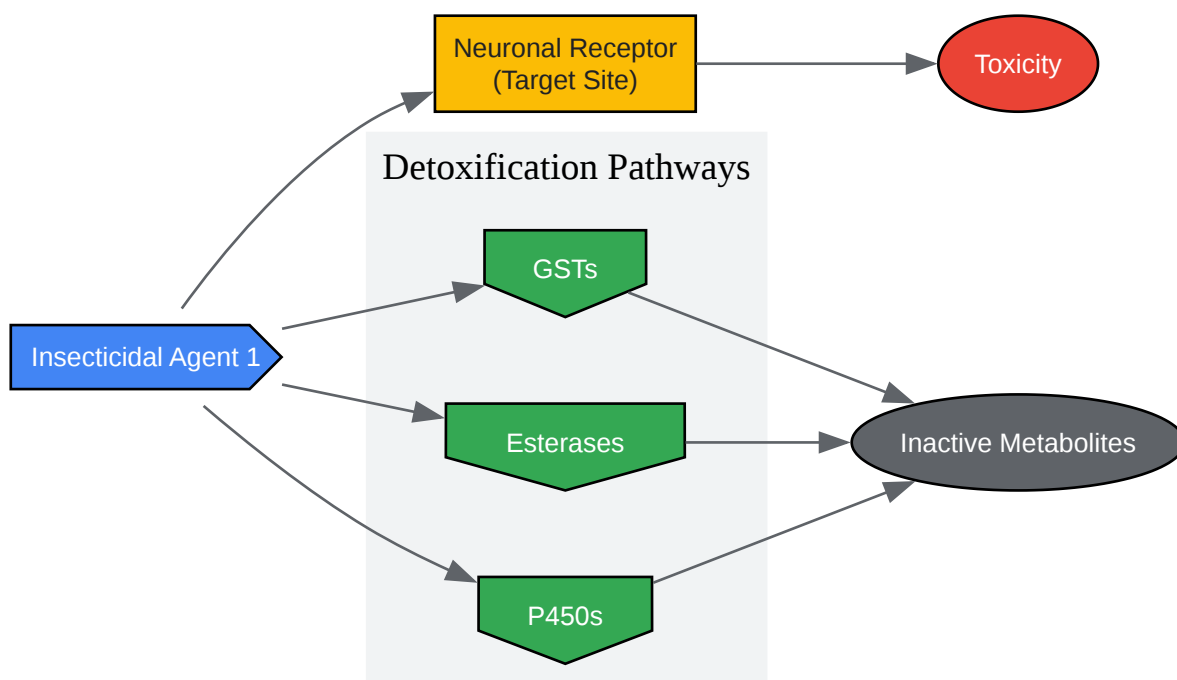 Neuronal Receptor
(Target Site)
Toxicity
Detoxification Pathways
GSTs
Insecticidal Agent 1
Esterases
Inactive Metabolites
P450s